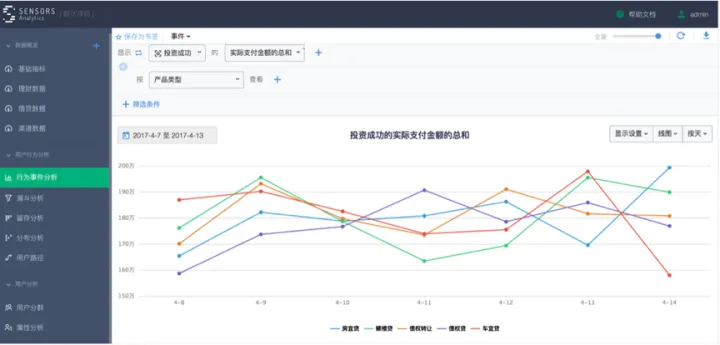 SENSORS
Analytics
帮助文档
admin
保存为书签
事件
全量
数据概览
显示
投资成功
的
实际支付金额的总和
基础指标
按
产品类型
查看
理财数据
借贷数据
筛选条件
渠道数据
2017-4-7 至 2017-4-13
投资成功的实际支付金额的总和
显示设置
线图
按天
用户行为分析
行为事件分析
漏斗分析
留存分析
分布分析
用户路径
用户分析
用户分群
属性分析
200万
190万
180万
170万
160万
150万
4-8
4-9
4-10
4-11
4-12
4-13
4-14
房宜贷
颐维贷
债权转让
债权贷
车宜贷